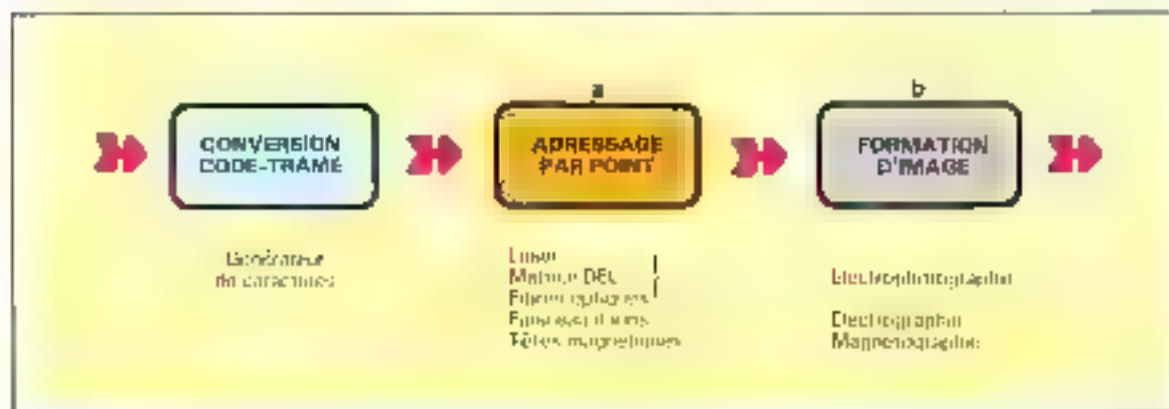 a
b
CONVERSION
CODE-TRAME
ADRESSAGE
PAR POINT
FORMATION
D'IMAGE
Générateur
de caractères
Laser
Matrice DEL
Fibres optiques
Têtes magnétiques
Electrophotographie
Electrographie
Magnétographie